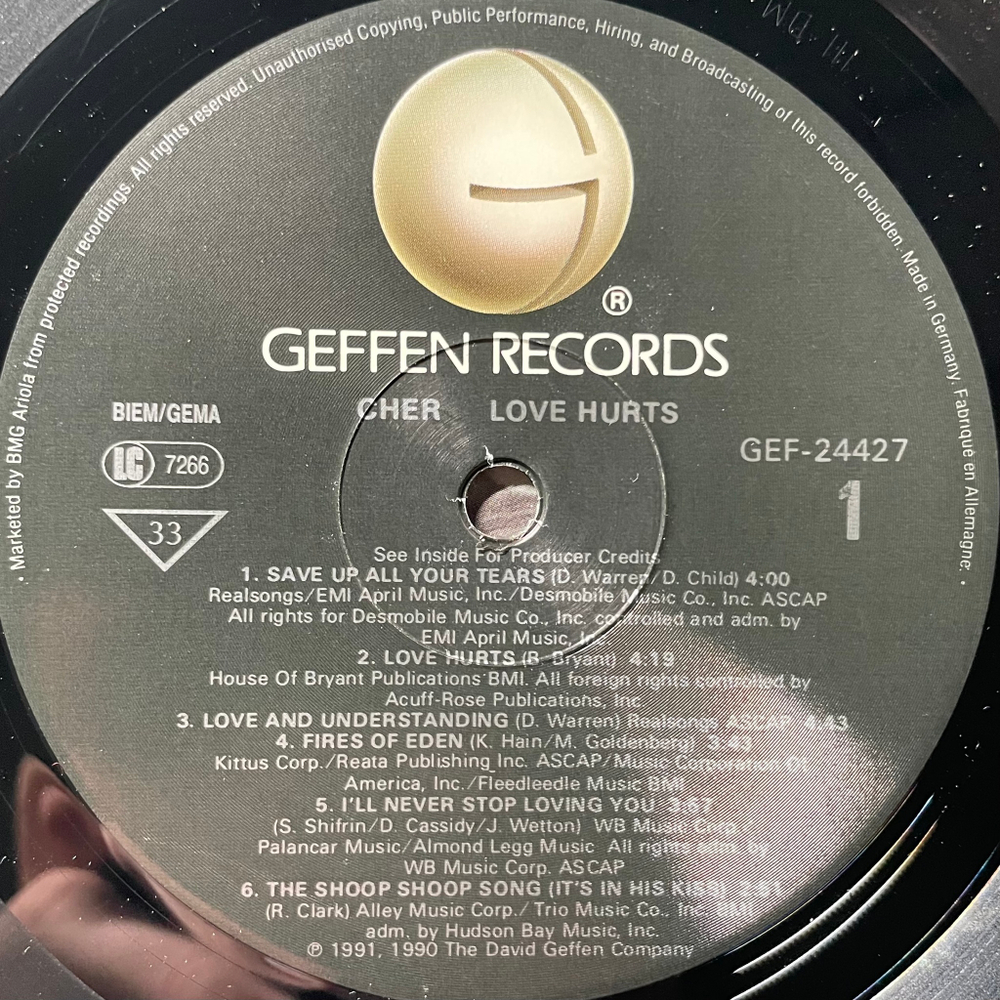 • Marketed by BMG Ariola from protected recordings. All rights reserved. Unauthorised Copying, Public Performance, Hiring, and Broadcasting of this record forbidden. Made in Germany. Fabriqué en Allemagne. •
®
GEFFEN RECORDS
CHER LOVE HURTS
BIEM/GEMA
LC 7266
33
GEF-24427
1
See Inside For Producer Credits
1. SAVE UP ALL YOUR TEARS (D. Warren/D. Child) 4:00
Realsongs/EMI April Music, Inc./Desmobile Music Co., Inc. ASCAP
All rights for Desmobile Music Co., Inc. controlled and adm. by
EMI April Music, Inc
2. LOVE HURTS (B. Bryant) 4:19
House Of Bryant Publications BMI. All foreign rights controlled by
Acuff-Rose Publications, Inc
3. LOVE AND UNDERSTANDING (D. Warren) Realsongs ASCAP 4:43
4. FIRES OF EDEN (K. Hain/M. Goldenberg) 3:43
Kittus Corp./Reata Publishing Inc. ASCAP/Music Corporation Of
America, Inc./Fleedleedle Music BMI
5. I'LL NEVER STOP LOVING YOU 3:57
(S. Shifrin/D. Cassidy/J. Wetton) WB Music Corp.
Palancar Music/Almond Legg Music All rights adm. by
WB Music Corp. ASCAP
6. THE SHOOP SHOOP SONG (IT'S IN HIS KISS) 2:51
(R. Clark) Alley Music Corp./Trio Music Co., Inc. BMI
adm. by Hudson Bay Music, Inc.
℗ 1991, 1990 The David Geffen Company